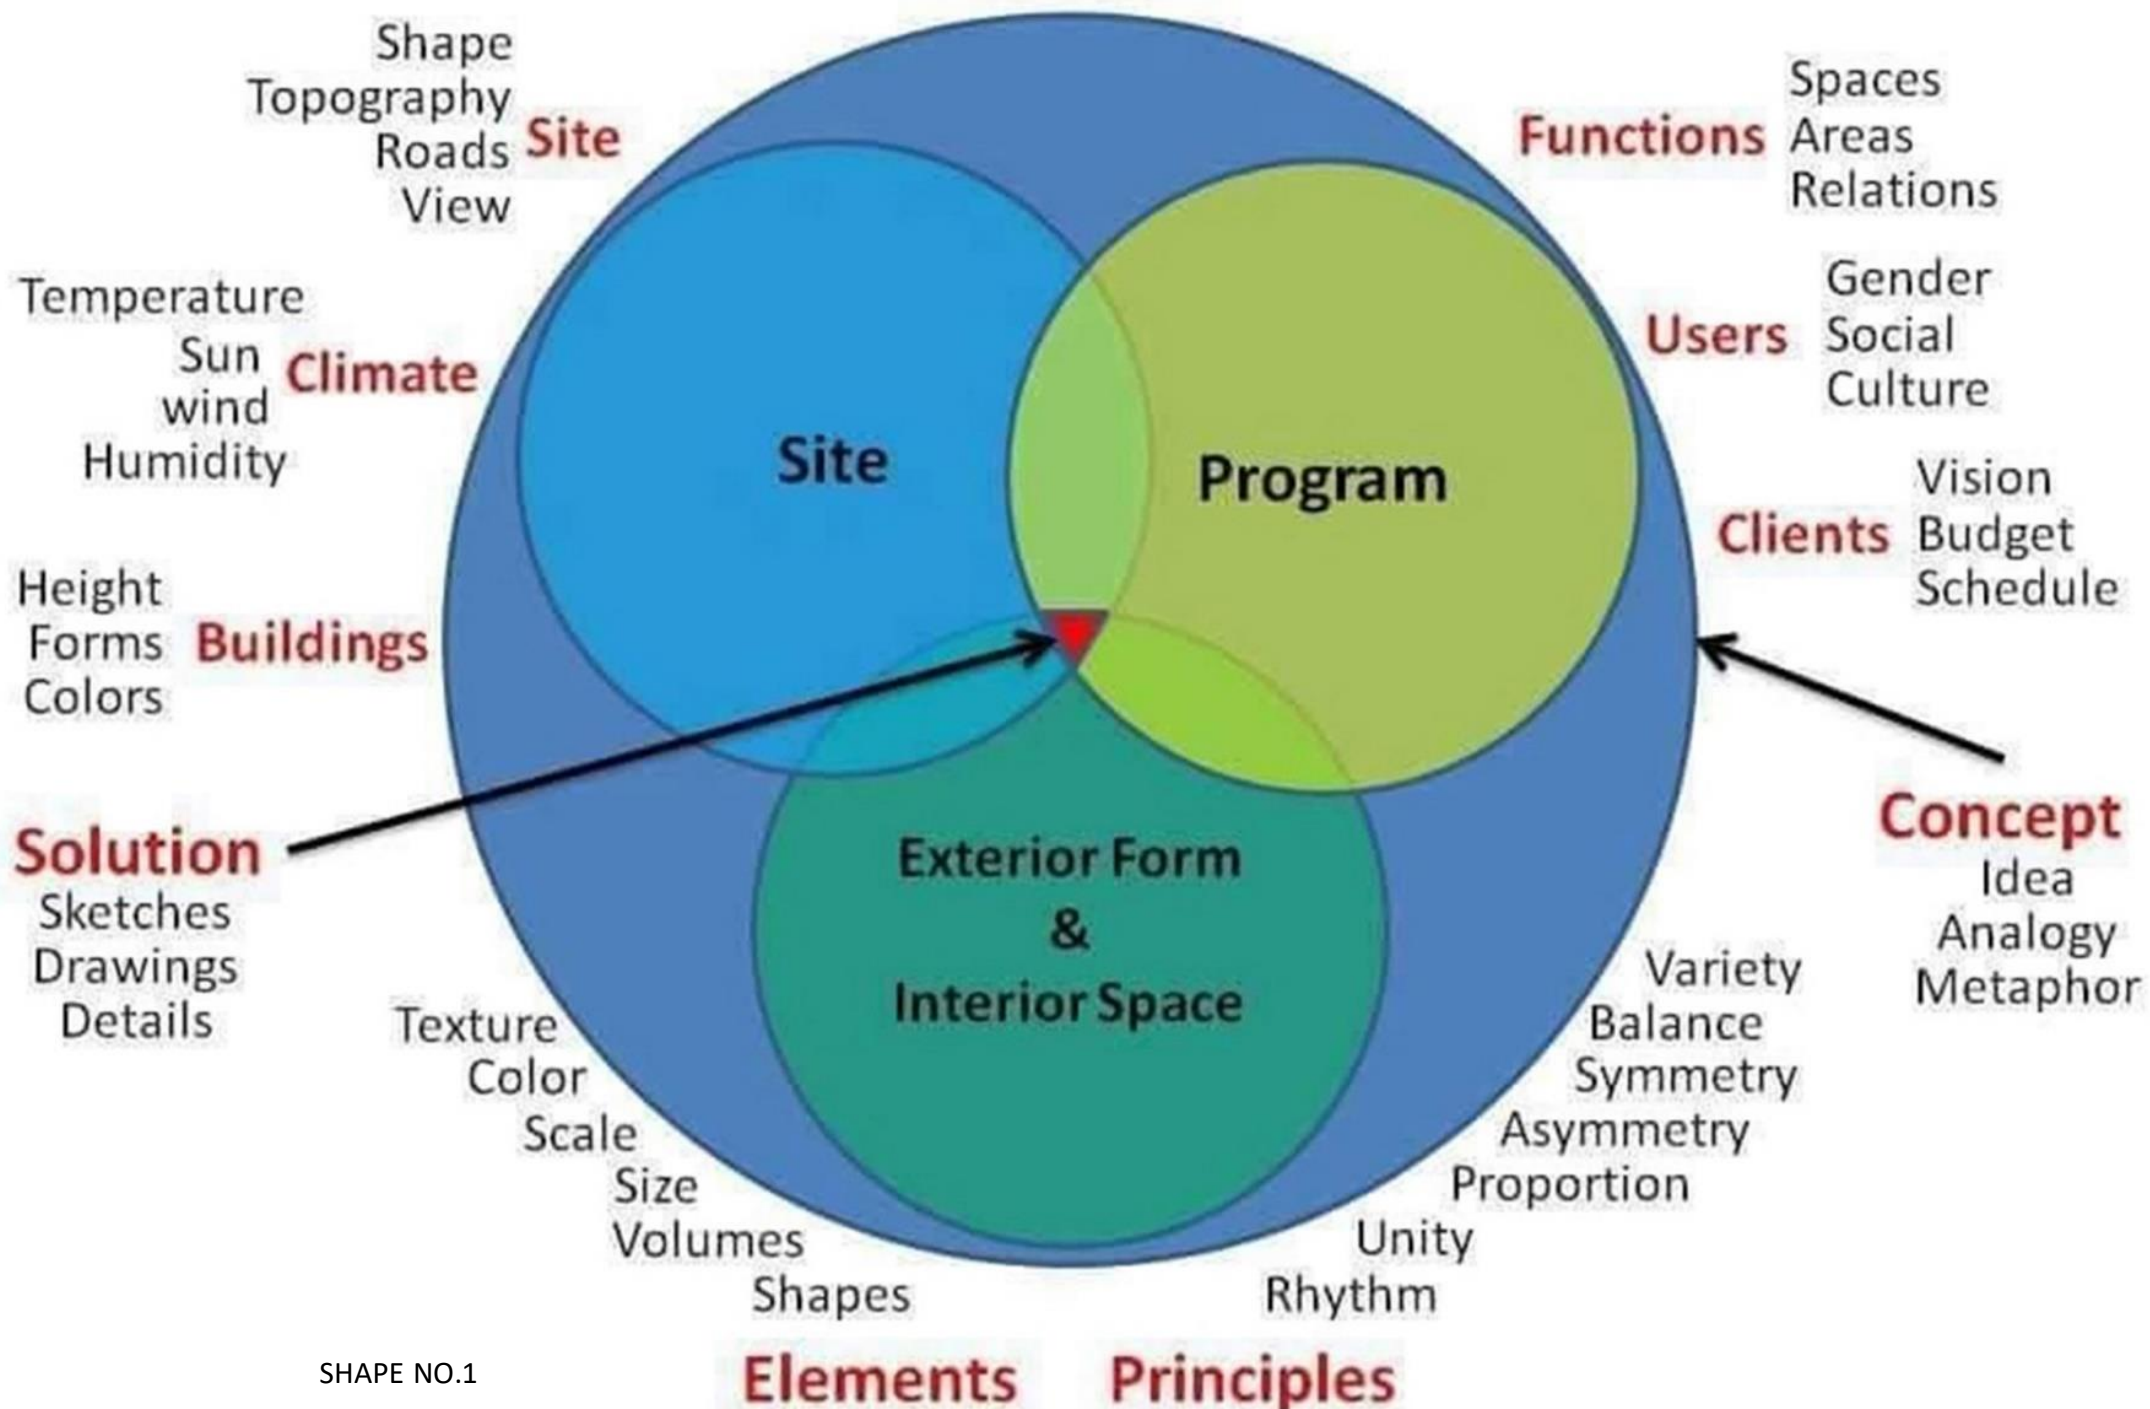 Shape
Topography
Roads
View
Site
Temperature
Sun
wind
Humidity
Climate
Height
Forms
Colors
Buildings
Solution
Sketches
Drawings
Details
Site
Program
Exterior Form
&
Interior Space
Functions
Spaces
Areas
Relations
Users
Gender
Social
Culture
Clients
Vision
Budget
Schedule
Concept
Idea
Analogy
Metaphor
Texture
Color
Scale
Size
Volumes
Shapes
Elements
Variety
Balance
Symmetry
Asymmetry
Proportion
Unity
Rhythm
Principles
SHAPE NO.1